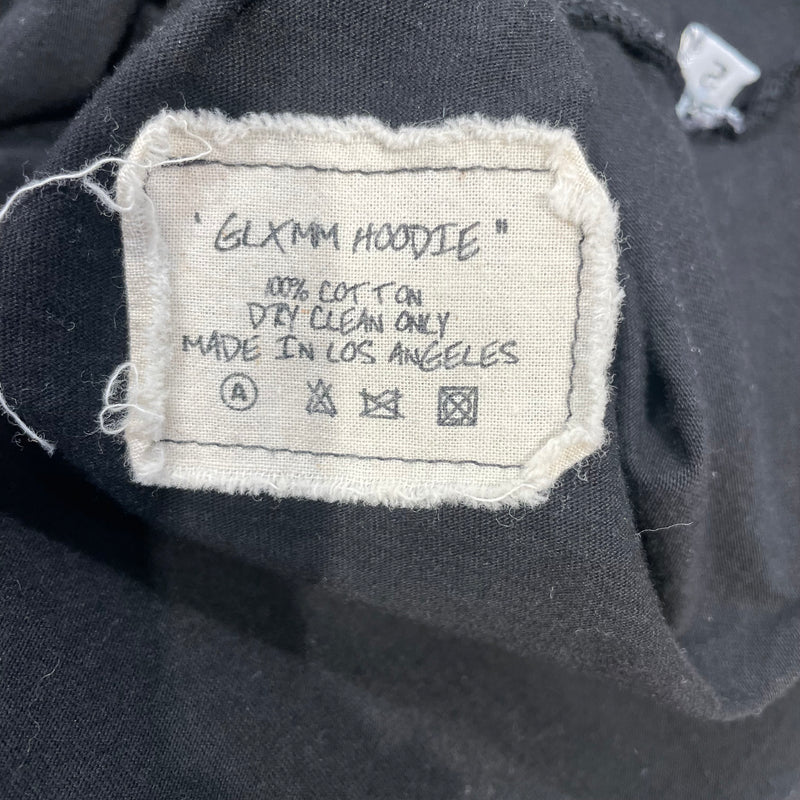 ' GLXMM HOODIE "
100% COTTON
DRY CLEAN ONLY
MADE IN LOS ANGELES
A
S